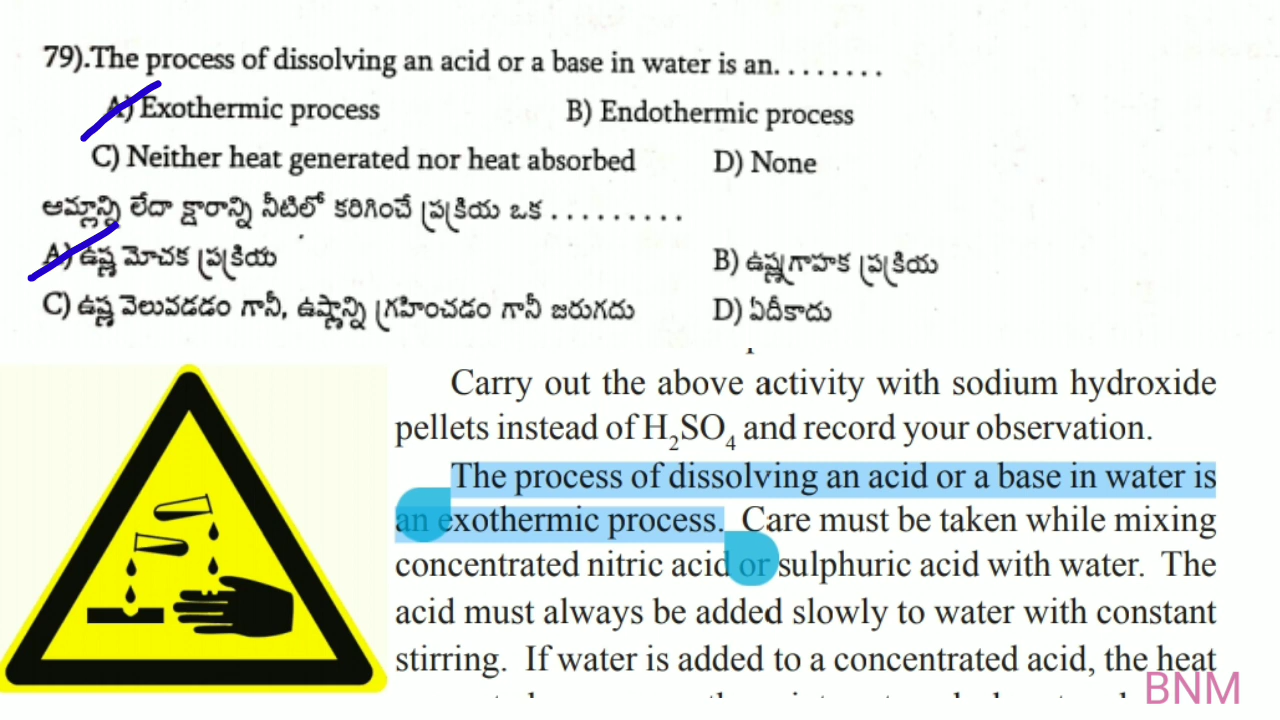 79).The process of dissolving an acid or a base in water is an. . . . . . . .
A) Exothermic process B) Endothermic process
C) Neither heat generated nor heat absorbed D) None
ఆమ్లాన్ని లేదా క్షారాన్ని నీటిలో కరిగించే ప్రక్రియ ఒక . . . . . . . . .
A) ఉష్ణ మోచక ప్రక్రియ B) ఉష్ణగ్రాహక ప్రక్రియ
C) ఉష్ణ వెలువడడం గానీ, ఉష్ణాన్ని గ్రహించడం గానీ జరుగదు D) ఏదీకాదు
Carry out the above activity with sodium hydroxide
pellets instead of H₂SO₄ and record your observation.
The process of dissolving an acid or a base in water is
an exothermic process. Care must be taken while mixing
concentrated nitric acid or sulphuric acid with water. The
acid must always be added slowly to water with constant
stirring. If water is added to a concentrated acid, the heat
BNM